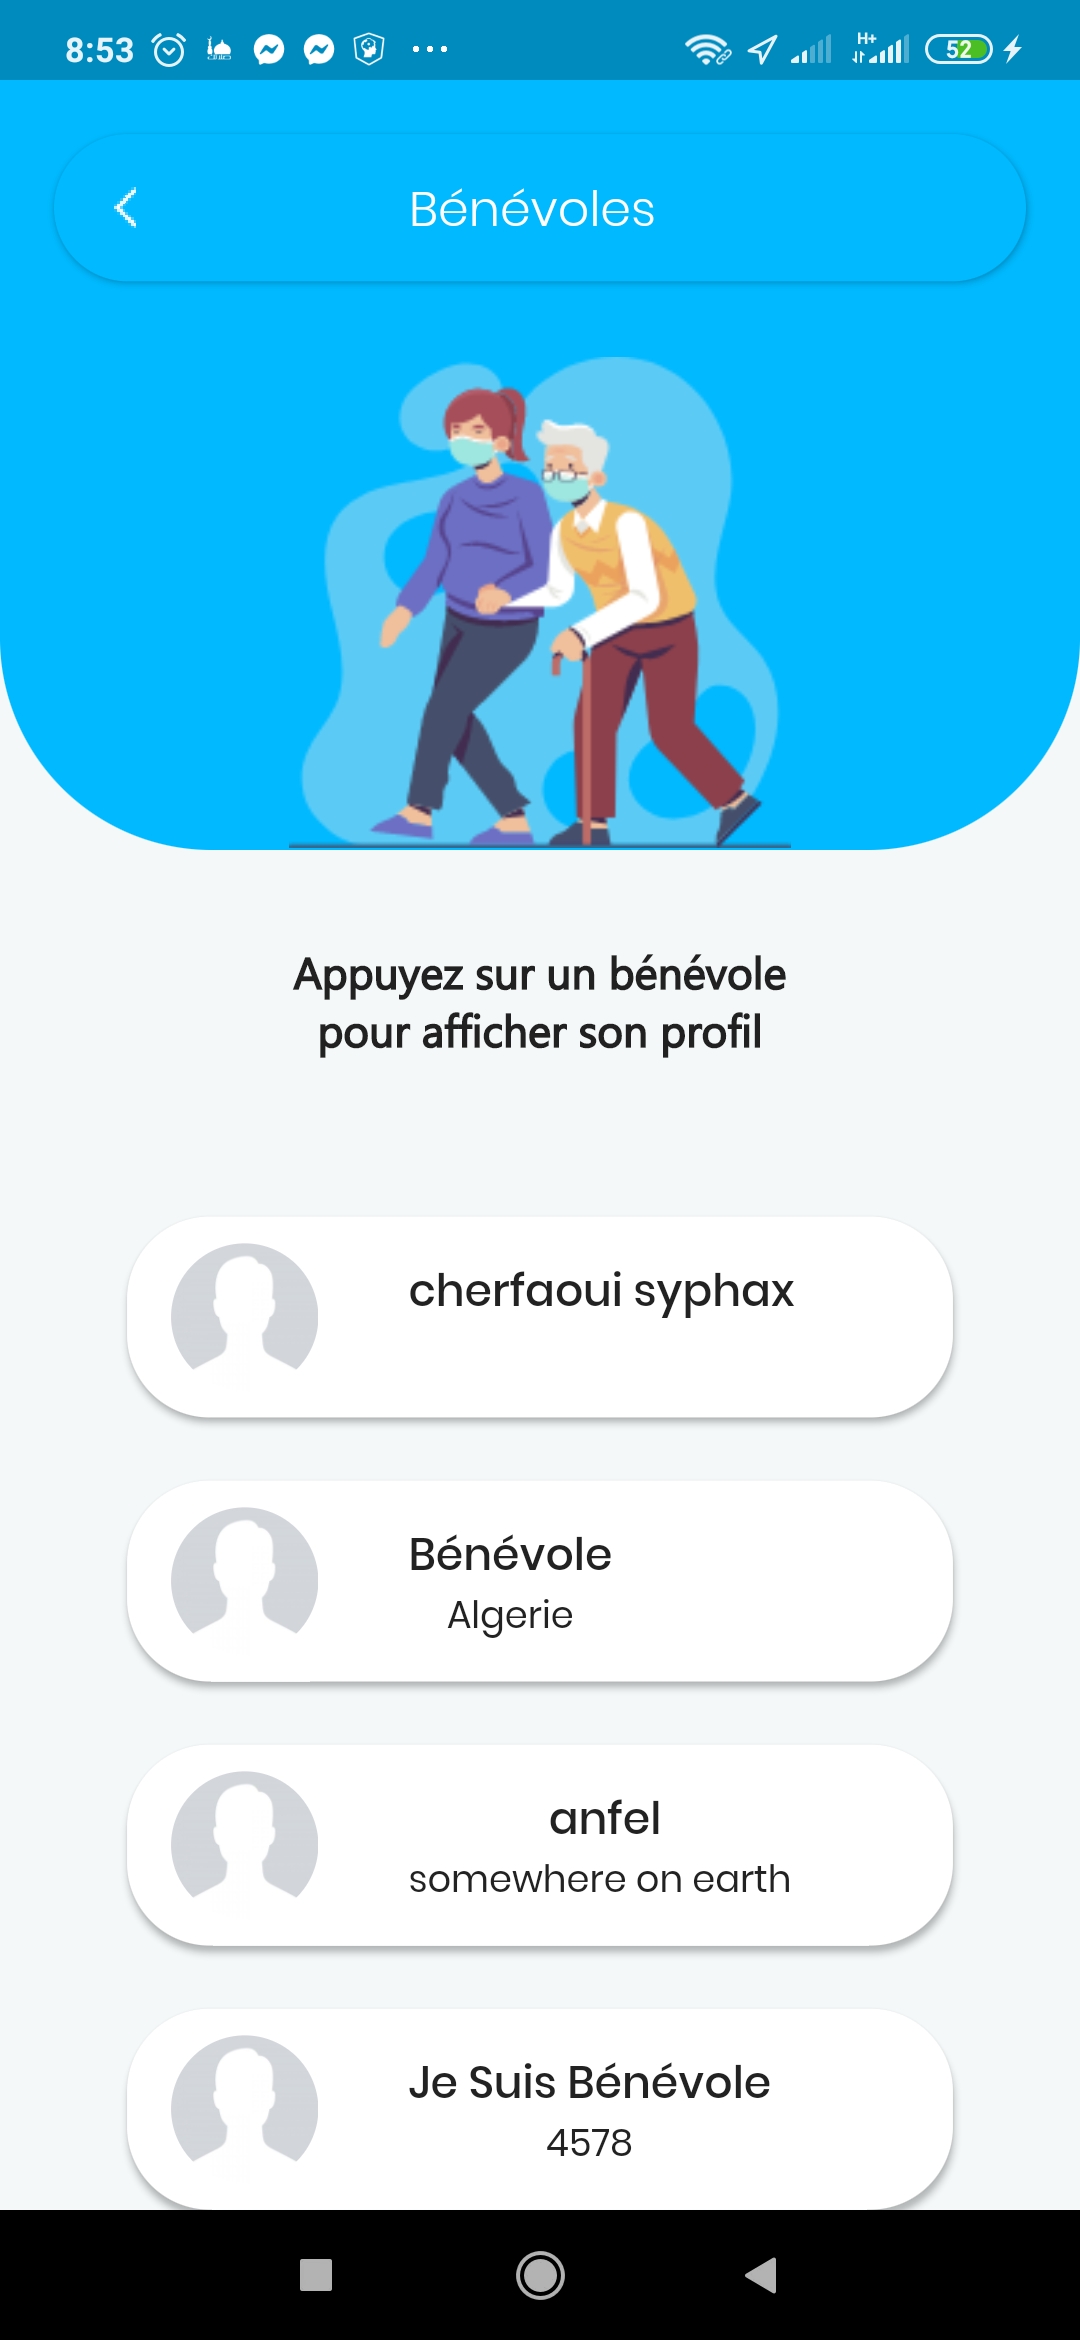 8:53
H+
52
Bénévoles
Appuyez sur un bénévole
pour afficher son profil
cherfaoui syphax
Bénévole
Algerie
anfel
somewhere on earth
Je Suis Bénévole
4578